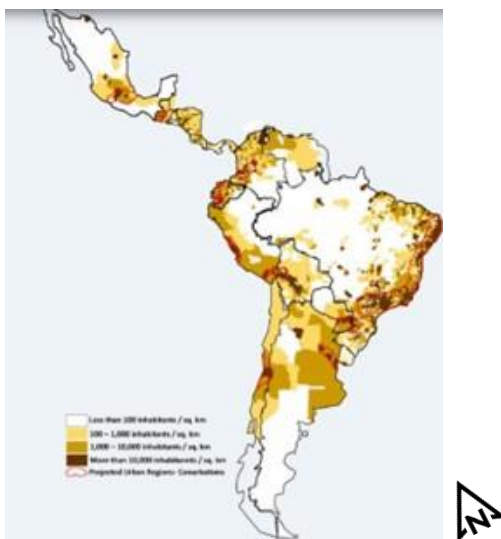 Less than 100 inhabitants / sq. km
100 – 1,000 inhabitants / sq. km
1,000 – 10,000 inhabitants / sq. km
More than 10,000 inhabitants / sq. km
Projected Urban Regions- Conurbations
N